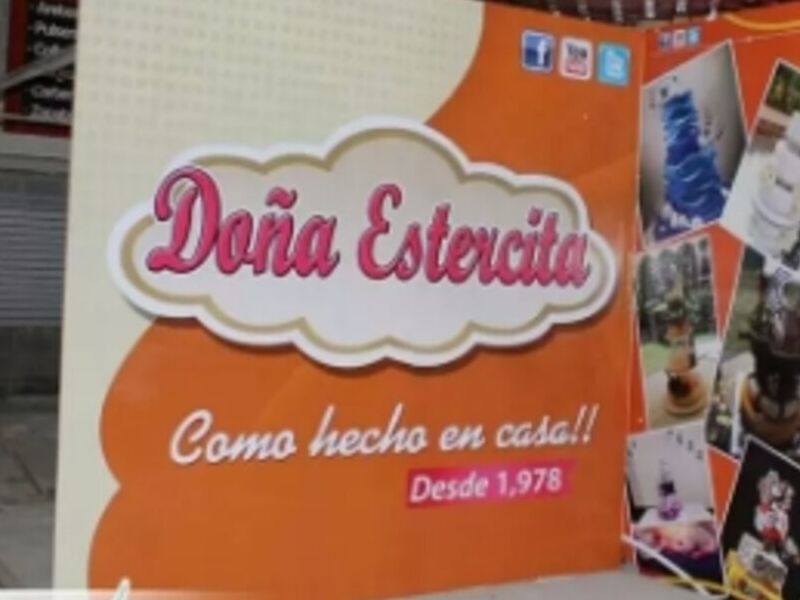 Doña Estercita
Como hecho en casa!!
Desde 1,978